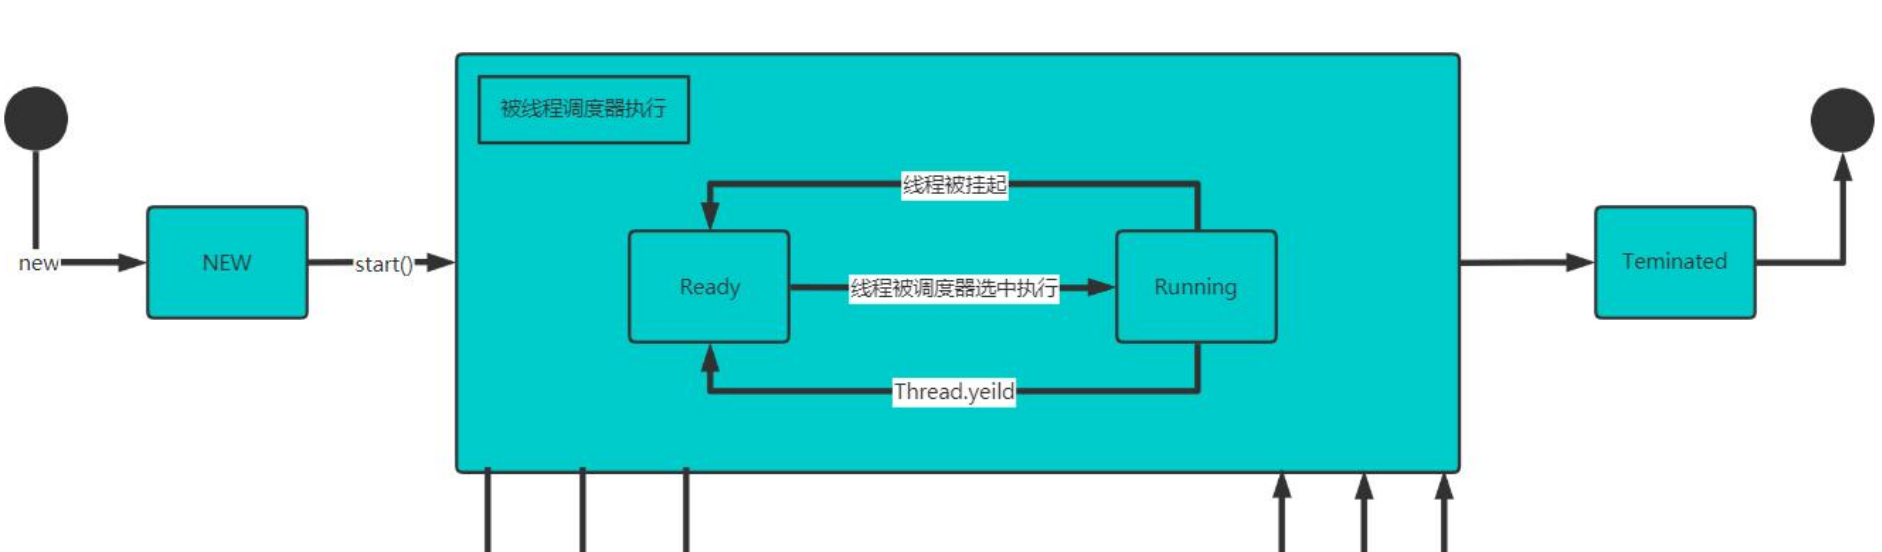 被线程调度器执行
线程被挂起
new
NEW
start()
Ready
线程被调度器选中执行
Running
Teminated
Thread.yeild